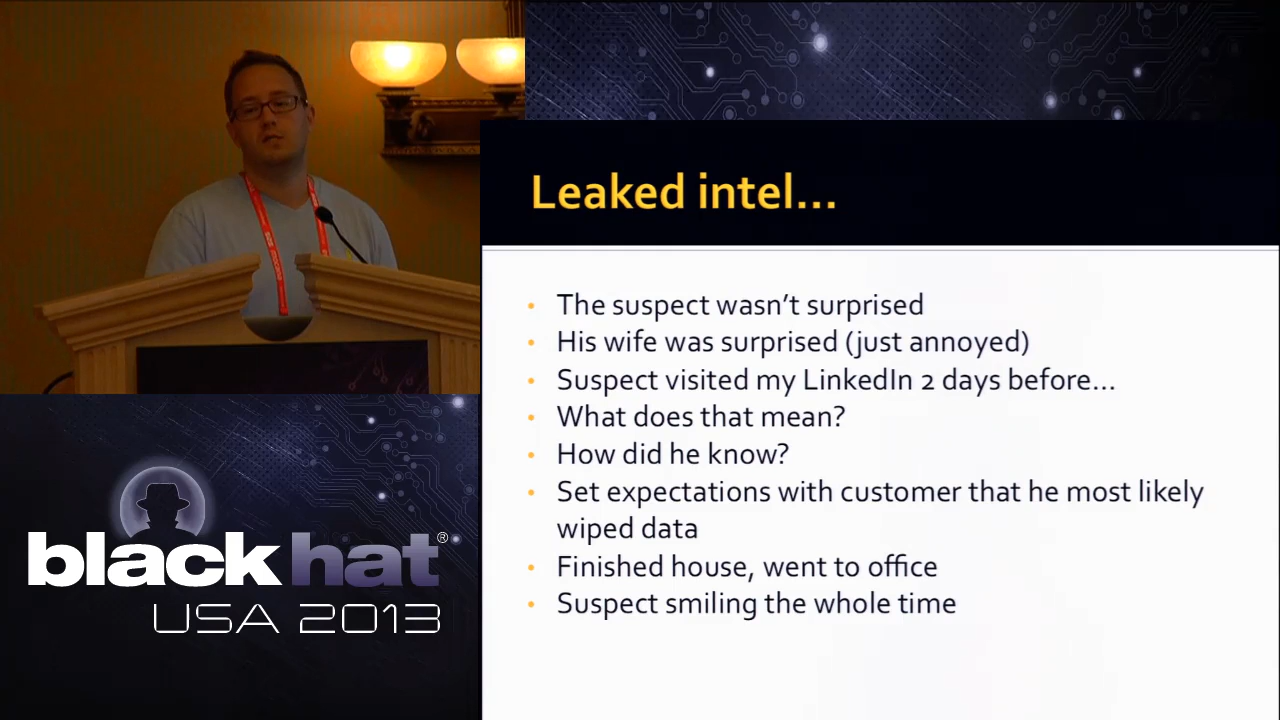 Leaked intel...
• The suspect wasn't surprised
• His wife was surprised (just annoyed)
• Suspect visited my LinkedIn 2 days before...
• What does that mean?
• How did he know?
• Set expectations with customer that he most likely
wiped data
• Finished house, went to office
• Suspect smiling the whole time
black hat®
USA 2013